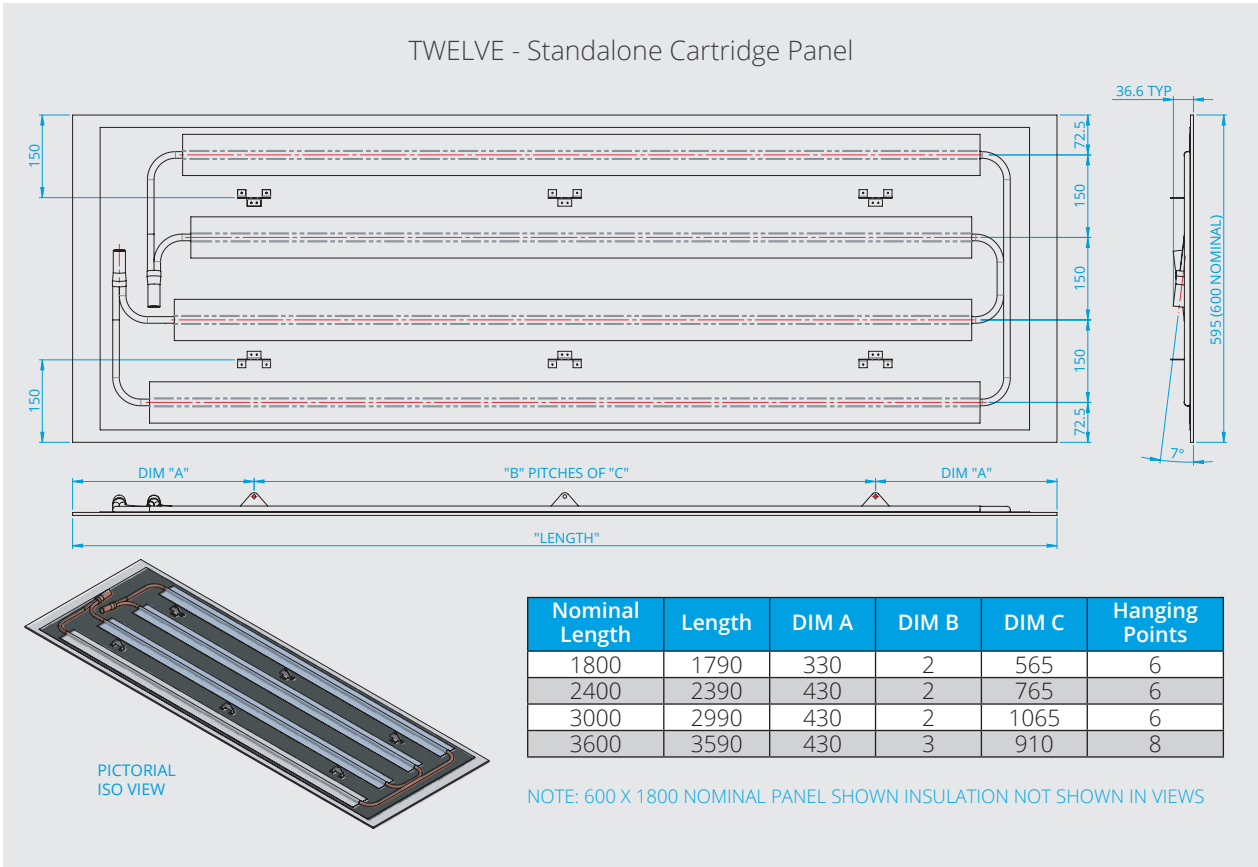 TWELVE - Standalone Cartridge Panel
36.6 TYP
150
72.5
150
150
595 (600 NOMINAL)
150
150
72.5
7°
DIM "A"
"B" PITCHES OF "C"
DIM "A"
"LENGTH"
PICTORIAL
ISO VIEW
Nominal Length Length DIM A DIM B DIM C Hanging Points
1800 1790 330 2 565 6
2400 2390 430 2 765 6
3000 2990 430 2 1065 6
3600 3590 430 3 910 8
NOTE: 600 X 1800 NOMINAL PANEL SHOWN INSULATION NOT SHOWN IN VIEWS